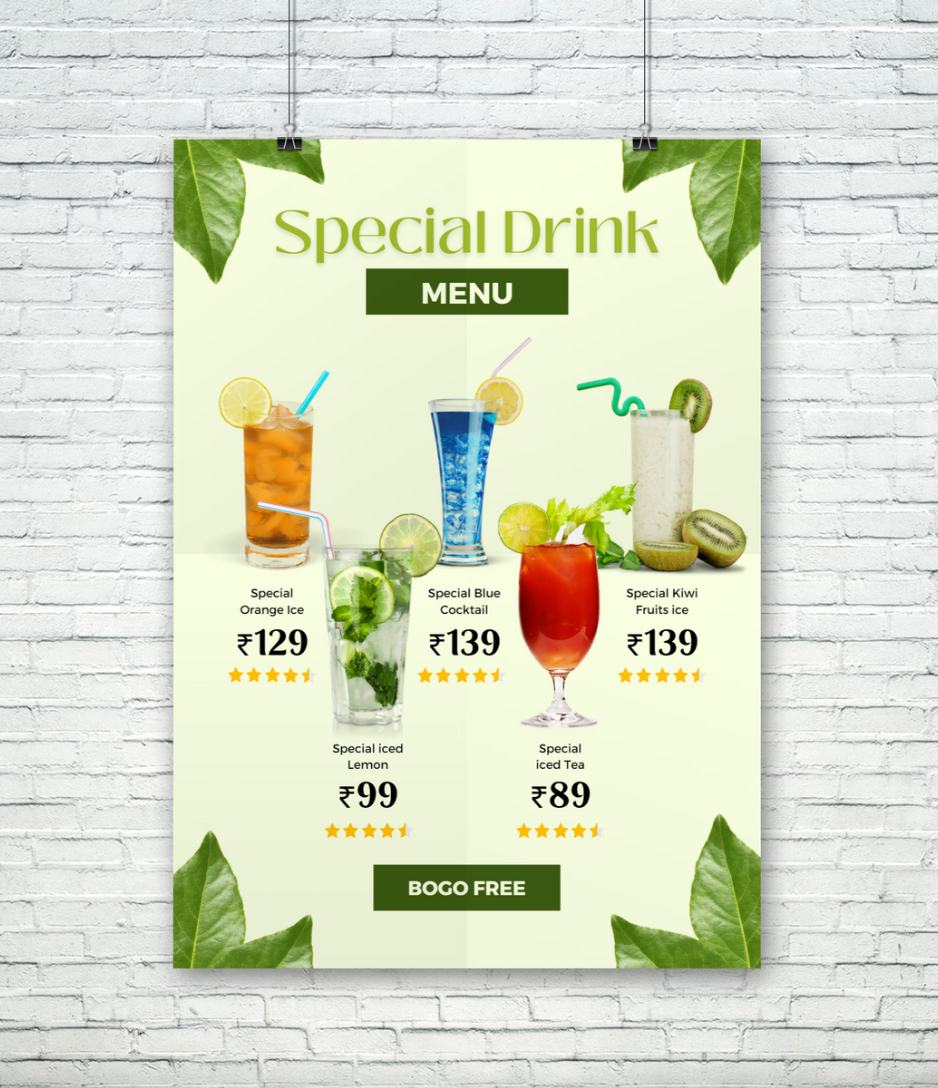 Special Drink
MENU
Special
Orange Ice
₹129
Special Blue
Cocktail
₹139
Special Kiwi
Fruits ice
₹139
Special iced
Lemon
₹99
Special
iced Tea
₹89
BOGO FREE